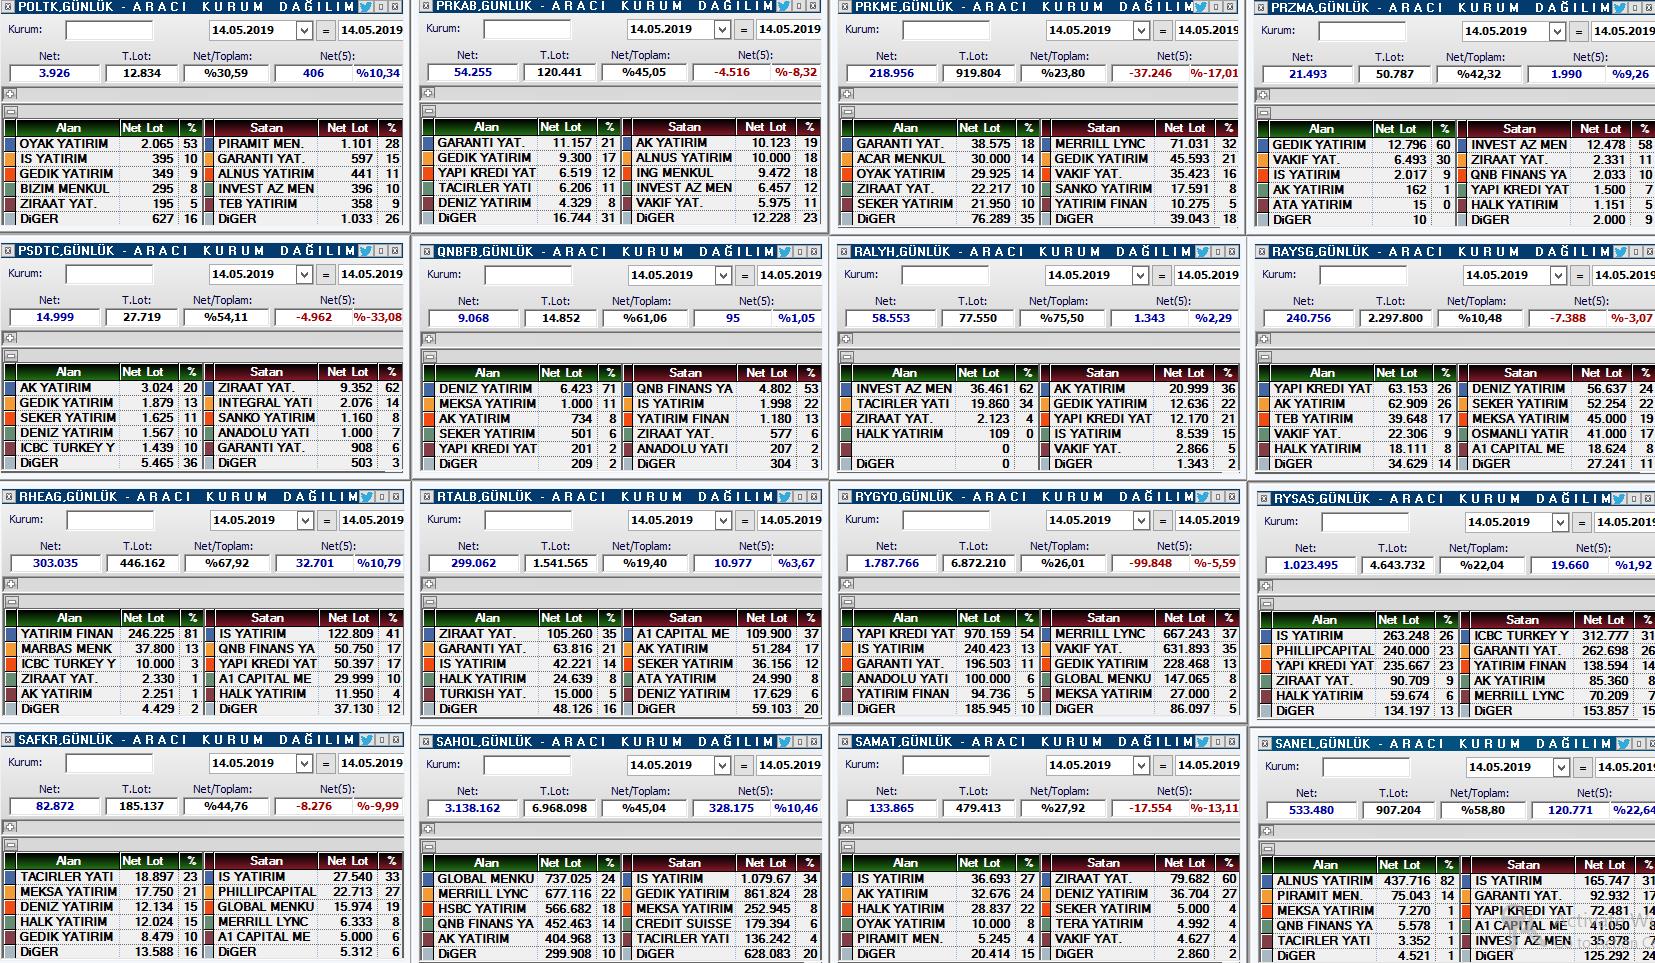 POLTK,GÜNLÜK - ARACI KURUM DAĞILIM
Kurum: 14.05.2019 = 14.05.2019
Net: T.Lot: Net/Toplam: Net(5):
3.926 12.834 %30,59 406 %10,34
Alan Net Lot % Satan Net Lot %
OYAK YATIRIM 2.065 53 PIRAMIT MEN. 1.101 28
IS YATIRIM 395 10 GARANTI YAT. 597 15
GEDIK YATIRIM 349 9 ALNUS YATIRIM 441 11
BIZIM MENKUL 295 8 INVEST AZ MEN 396 10
ZIRAAT YAT. 195 5 TEB YATIRIM 358 9
DiGER 627 16 DiGER 1.033 26
PRKAB,GÜNLÜK - ARACI KURUM DAĞILIM
Kurum: 14.05.2019 = 14.05.2019
Net: T.Lot: Net/Toplam: Net(5):
54.255 120.441 %45,05 -4.516 %-8,32
Alan Net Lot % Satan Net Lot %
GARANTI YAT. 11.157 21 AK YATIRIM 10.123 19
GEDIK YATIRIM 9.300 17 ALNUS YATIRIM 10.000 18
YAPI KREDI YAT 6.519 12 ING MENKUL 9.472 18
TACIRLER YATI 6.206 11 INVEST AZ MEN 6.457 12
DENIZ YATIRIM 4.329 8 VAKIF YAT. 5.975 11
DiGER 16.744 31 DiGER 12.228 23
PRKME,GÜNLÜK - ARACI KURUM DAĞILIM
Kurum: 14.05.2019 = 14.05.2019
Net: T.Lot: Net/Toplam: Net(5):
218.956 919.804 %23,80 -37.246 %-17,01
Alan Net Lot % Satan Net Lot %
GARANTI YAT. 38.575 18 MERRILL LYNC 71.031 32
ACAR MENKUL 30.000 14 GEDIK YATIRIM 45.593 21
OYAK YATIRIM 29.925 14 VAKIF YAT. 35.423 16
ZIRAAT YAT. 22.217 10 SANKO YATIRIM 17.591 8
SEKER YATIRIM 21.950 10 YATIRIM FINAN 10.275 5
DiGER 76.289 35 DiGER 39.043 18
PRZMA,GÜNLÜK - ARACI KURUM DAĞILIM
Kurum: 14.05.2019 = 14.05.2019
Net: T.Lot: Net/Toplam: Net(5):
21.493 50.787 %42,32 1.990 %9,26
Alan Net Lot % Satan Net Lot %
GEDIK YATIRIM 12.796 60 INVEST AZ MEN 12.478 58
VAKIF YAT. 6.493 30 ZIRAAT YAT. 2.331 11
IS YATIRIM 2.017 9 QNB FINANS YA 2.033 10
AK YATIRIM 162 1 YAPI KREDI YAT 1.500 7
ATA YATIRIM 15 0 HALK YATIRIM 1.151 5
DiGER 10 DiGER 2.000 9
PSDTC,GÜNLÜK - ARACI KURUM DAĞILIM
Kurum: 14.05.2019 = 14.05.2019
Net: T.Lot: Net/Toplam: Net(5):
14.999 27.719 %54,11 -4.962 %-33,08
Alan Net Lot % Satan Net Lot %
AK YATIRIM 3.024 20 ZIRAAT YAT. 9.352 62
GEDIK YATIRIM 1.879 13 INTEGRAL YATI 2.076 14
SEKER YATIRIM 1.625 11 SANKO YATIRIM 1.160 8
DENIZ YATIRIM 1.567 10 ANADOLU YATI 1.000 7
ICBC TURKEY Y 1.439 10 GARANTI YAT. 908 6
DiGER 5.465 36 DiGER 503 3
QNBFB,GÜNLÜK - ARACI KURUM DAĞILIM
Kurum: 14.05.2019 = 14.05.2019
Net: T.Lot: Net/Toplam: Net(5):
9.068 14.852 %61,06 95 %1,05
Alan Net Lot % Satan Net Lot %
DENIZ YATIRIM 6.423 71 QNB FINANS YA 4.802 53
MEKSA YATIRIM 1.000 11 IS YATIRIM 1.998 22
AK YATIRIM 734 8 YATIRIM FINAN 1.180 13
SEKER YATIRIM 501 6 ZIRAAT YAT. 577 6
YAPI KREDI YAT 201 2 ANADOLU YATI 207 2
DiGER 209 2 DiGER 304 3
RALYH,GÜNLÜK - ARACI KURUM DAĞILIM
Kurum: 14.05.2019 = 14.05.2019
Net: T.Lot: Net/Toplam: Net(5):
58.553 77.550 %75,50 1.343 %2,29
Alan Net Lot % Satan Net Lot %
INVEST AZ MEN 36.461 62 AK YATIRIM 20.999 36
TACIRLER YATI 19.860 34 GEDIK YATIRIM 12.636 22
ZIRAAT YAT. 2.123 4 YAPI KREDI YAT 12.170 21
HALK YATIRIM 109 0 IS YATIRIM 8.539 15
0 VAKIF YAT. 2.866 5
DiGER 0 DiGER 1.343 2
RAYSG,GÜNLÜK - ARACI KURUM DAĞILIM
Kurum: 14.05.2019 = 14.05.2019
Net: T.Lot: Net/Toplam: Net(5):
240.756 2.297.800 %10,48 -7.388 %-3,07
Alan Net Lot % Satan Net Lot %
YAPI KREDI YAT 63.153 26 DENIZ YATIRIM 56.637 24
AK YATIRIM 62.909 26 SEKER YATIRIM 52.254 22
TEB YATIRIM 39.648 17 MEKSA YATIRIM 45.000 19
VAKIF YAT. 22.306 9 OSMANLI YATIR 41.000 17
HALK YATIRIM 18.111 8 A1 CAPITAL ME 18.624 8
DiGER 34.629 14 DiGER 27.241 11
RHEAG,GÜNLÜK - ARACI KURUM DAĞILIM
Kurum: 14.05.2019 = 14.05.2019
Net: T.Lot: Net/Toplam: Net(5):
303.035 446.162 %67,92 32.701 %10,79
Alan Net Lot % Satan Net Lot %
YATIRIM FINAN 246.225 81 IS YATIRIM 122.809 41
MARBAS MENK 37.800 13 QNB FINANS YA 50.750 17
ICBC TURKEY Y 10.000 3 YAPI KREDI YAT 50.397 17
ZIRAAT YAT. 2.330 1 A1 CAPITAL ME 29.999 10
AK YATIRIM 2.251 1 HALK YATIRIM 11.950 4
DiGER 4.429 2 DiGER 37.130 12
RTALB,GÜNLÜK - ARACI KURUM DAĞILIM
Kurum: 14.05.2019 = 14.05.2019
Net: T.Lot: Net/Toplam: Net(5):
299.062 1.541.565 %19,40 10.977 %3,67
Alan Net Lot % Satan Net Lot %
ZIRAAT YAT. 105.260 35 A1 CAPITAL ME 109.900 37
GARANTI YAT. 63.816 21 AK YATIRIM 51.284 17
IS YATIRIM 42.221 14 SEKER YATIRIM 36.156 12
HALK YATIRIM 24.639 8 ATA YATIRIM 24.990 8
TURKISH YAT. 15.000 5 DENIZ YATIRIM 17.629 6
DiGER 48.126 16 DiGER 59.103 20
RYGYO,GÜNLÜK - ARACI KURUM DAĞILIM
Kurum: 14.05.2019 = 14.05.2019
Net: T.Lot: Net/Toplam: Net(5):
1.787.766 6.872.210 %26,01 -99.848 %-5,59
Alan Net Lot % Satan Net Lot %
YAPI KREDI YAT 970.159 54 MERRILL LYNC 667.243 37
IS YATIRIM 240.423 13 VAKIF YAT. 631.893 35
GARANTI YAT. 196.503 11 GEDIK YATIRIM 228.468 13
ANADOLU YATI 100.000 6 GLOBAL MENKU 147.065 8
YATIRIM FINAN 94.736 5 MEKSA YATIRIM 27.000 2
DiGER 185.945 10 DiGER 86.097 5
RYSAS,GÜNLÜK - ARACI KURUM DAĞILIM
Kurum: 14.05.2019 = 14.05.2019
Net: T.Lot: Net/Toplam: Net(5):
1.023.495 4.643.732 %22,04 19.660 %1,92
Alan Net Lot % Satan Net Lot %
IS YATIRIM 263.248 26 ICBC TURKEY Y 312.777 31
PHILLIPCAPITAL 240.000 23 GARANTI YAT. 262.698 26
YAPI KREDI YAT 235.667 23 YATIRIM FINAN 138.594 14
ZIRAAT YAT. 90.709 9 AK YATIRIM 85.360 8
HALK YATIRIM 59.674 6 MERRILL LYNC 70.209 7
DiGER 134.197 13 DiGER 153.857 15
SAFKR,GÜNLÜK - ARACI KURUM DAĞILIM
Kurum: 14.05.2019 = 14.05.2019
Net: T.Lot: Net/Toplam: Net(5):
82.872 185.137 %44,76 -8.276 %-9,99
Alan Net Lot % Satan Net Lot %
TACIRLER YATI 18.897 23 IS YATIRIM 27.540 33
MEKSA YATIRIM 17.750 21 PHILLIPCAPITAL 22.713 27
DENIZ YATIRIM 12.134 15 GLOBAL MENKU 15.974 19
HALK YATIRIM 12.024 15 MERRILL LYNC 6.333 8
GEDIK YATIRIM 8.479 10 A1 CAPITAL ME 5.000 6
DiGER 13.588 16 DiGER 5.312 6
SAHOL,GÜNLÜK - ARACI KURUM DAĞILIM
Kurum: 14.05.2019 = 14.05.2019
Net: T.Lot: Net/Toplam: Net(5):
3.138.162 6.968.098 %45,04 328.175 %10,46
Alan Net Lot % Satan Net Lot %
GLOBAL MENKU 737.025 24 IS YATIRIM 1.079.67 34
MERRILL LYNC 677.116 22 GEDIK YATIRIM 861.824 28
HSBC YATIRIM 566.682 18 MEKSA YATIRIM 252.945 8
QNB FINANS YA 452.463 14 CREDIT SUISSE 179.394 6
AK YATIRIM 404.968 13 TACIRLER YATI 136.242 4
DiGER 299.908 10 DiGER 628.083 20
SAMAT,GÜNLÜK - ARACI KURUM DAĞILIM
Kurum: 14.05.2019 = 14.05.2019
Net: T.Lot: Net/Toplam: Net(5):
133.865 479.413 %27,92 -17.554 %-13,11
Alan Net Lot % Satan Net Lot %
IS YATIRIM 36.693 27 ZIRAAT YAT. 79.682 60
AK YATIRIM 32.676 24 DENIZ YATIRIM 36.704 27
HALK YATIRIM 28.837 22 SEKER YATIRIM 5.000 4
OYAK YATIRIM 10.000 8 TERA YATIRIM 4.992 4
PIRAMIT MEN. 5.245 4 VAKIF YAT. 4.627 4
DiGER 20.414 15 DiGER 2.860 2
SANEL,GÜNLÜK - ARACI KURUM DAĞILIM
Kurum: 14.05.2019 = 14.05.2019
Net: T.Lot: Net/Toplam: Net(5):
533.480 907.204 %58,80 120.771 %22,64
Alan Net Lot % Satan Net Lot %
ALNUS YATIRIM 437.716 82 IS YATIRIM 165.747 31
PIRAMIT MEN. 75.043 14 GARANTI YAT. 92.932 17
MEKSA YATIRIM 7.270 1 YAPI KREDI YAT 72.481 14
QNB FINANS YA 5.578 1 A1 CAPITAL ME 41.050 8
TACIRLER YATI 3.352 1 INVEST AZ MEN 35.978 7
DiGER 4.521 1 DiGER 125.292 24